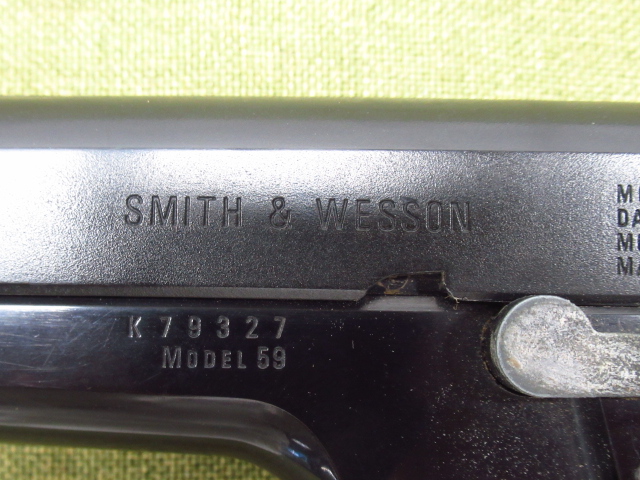 SMITH & WESSON
K79327
MODEL 59